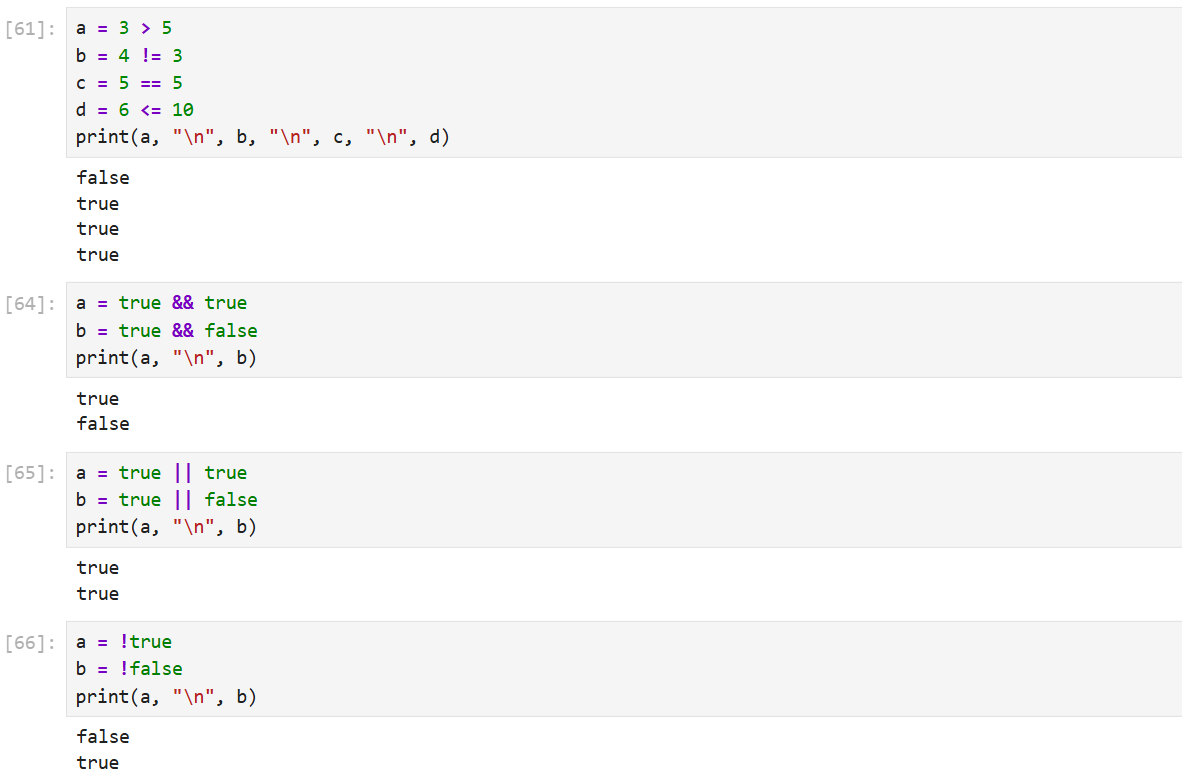 [61]: a = 3 > 5
b = 4 != 3
c = 5 == 5
d = 6 <= 10
print(a, "\n", b, "\n", c, "\n", d)
false
true
true
true
[64]: a = true && true
b = true && false
print(a, "\n", b)
true
false
[65]: a = true || true
b = true || false
print(a, "\n", b)
true
true
[66]: a = !true
b = !false
print(a, "\n", b)
false
true